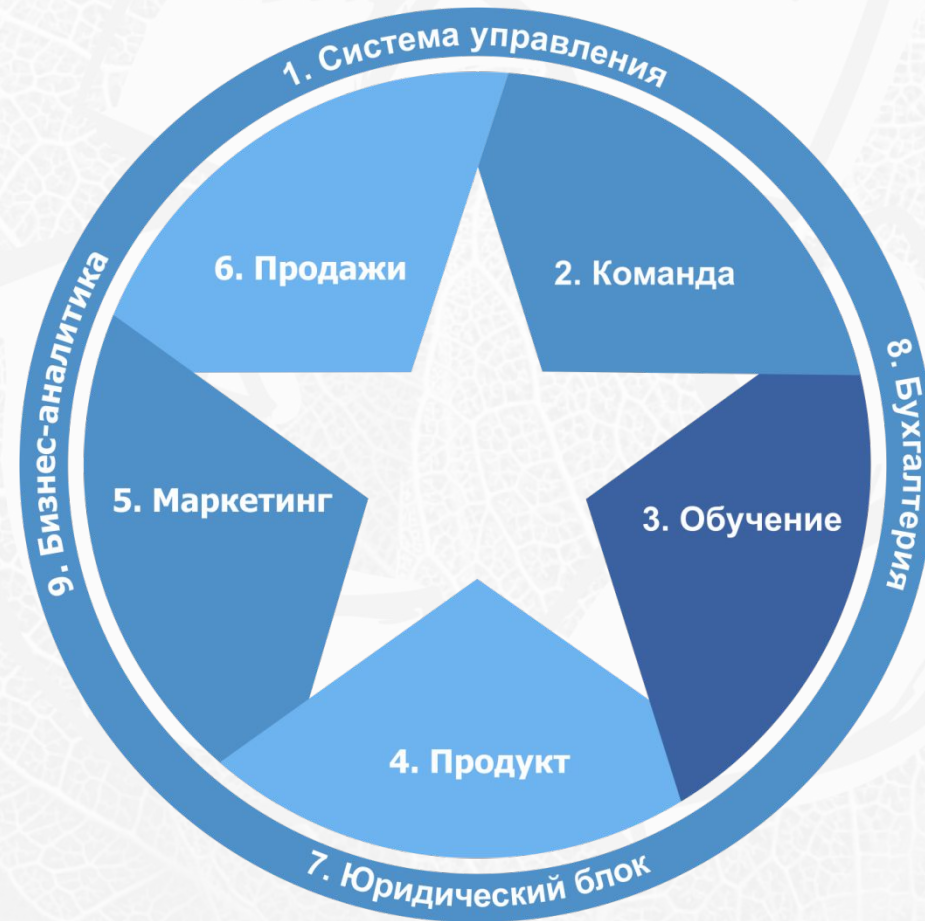 1. Система управления
2. Команда
3. Обучение
4. Продукт
5. Маркетинг
6. Продажи
7. Юридический блок
8. Бухгалтерия
9. Бизнес-аналитика